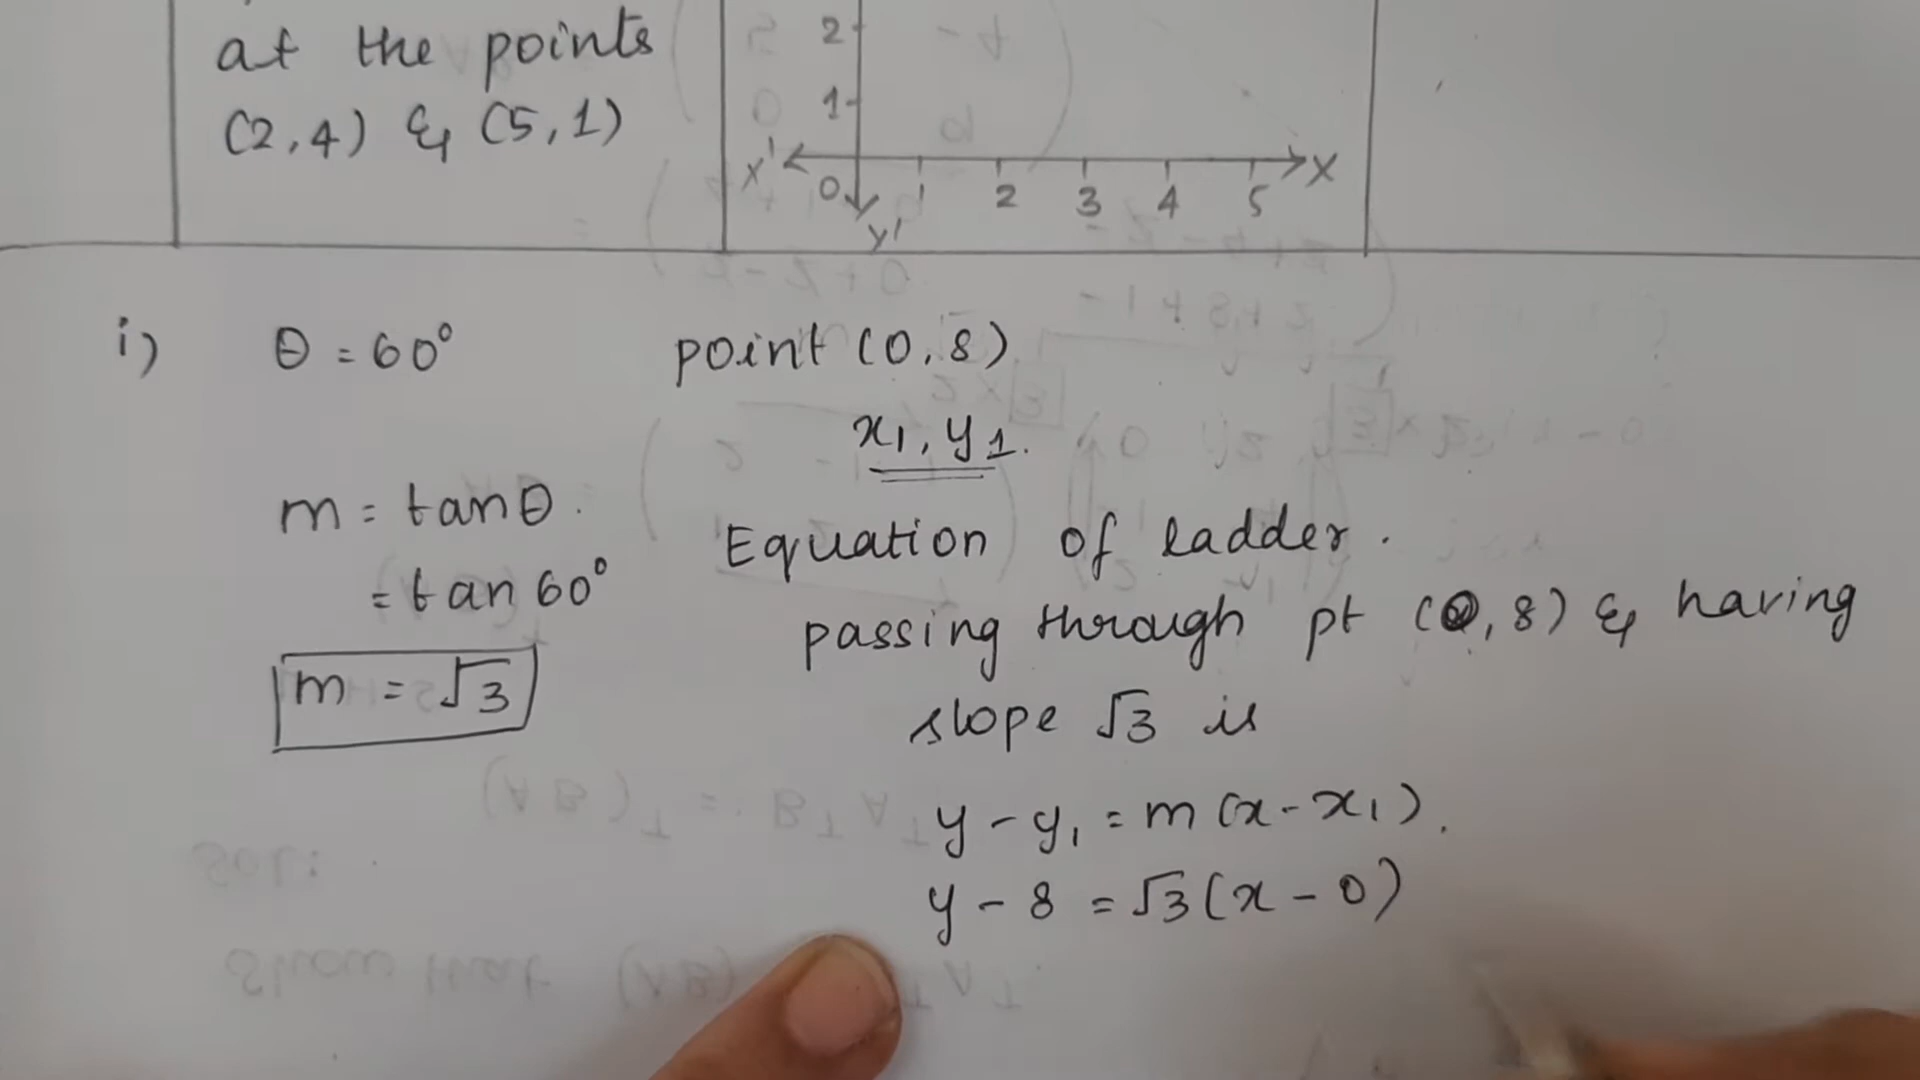 at the points
(2,4) & (5,1)
2
1
X' 0 1 2 3 4 5 X
Y'
i) θ = 60° point (0,8)
x₁, y₁.
m = tanθ.
= tan 60°
m = √3
Equation of ladder.
passing through pt (0,8) & having
slope √3 is
y - y₁ = m(x - x₁).
y - 8 = √3(x - 0)